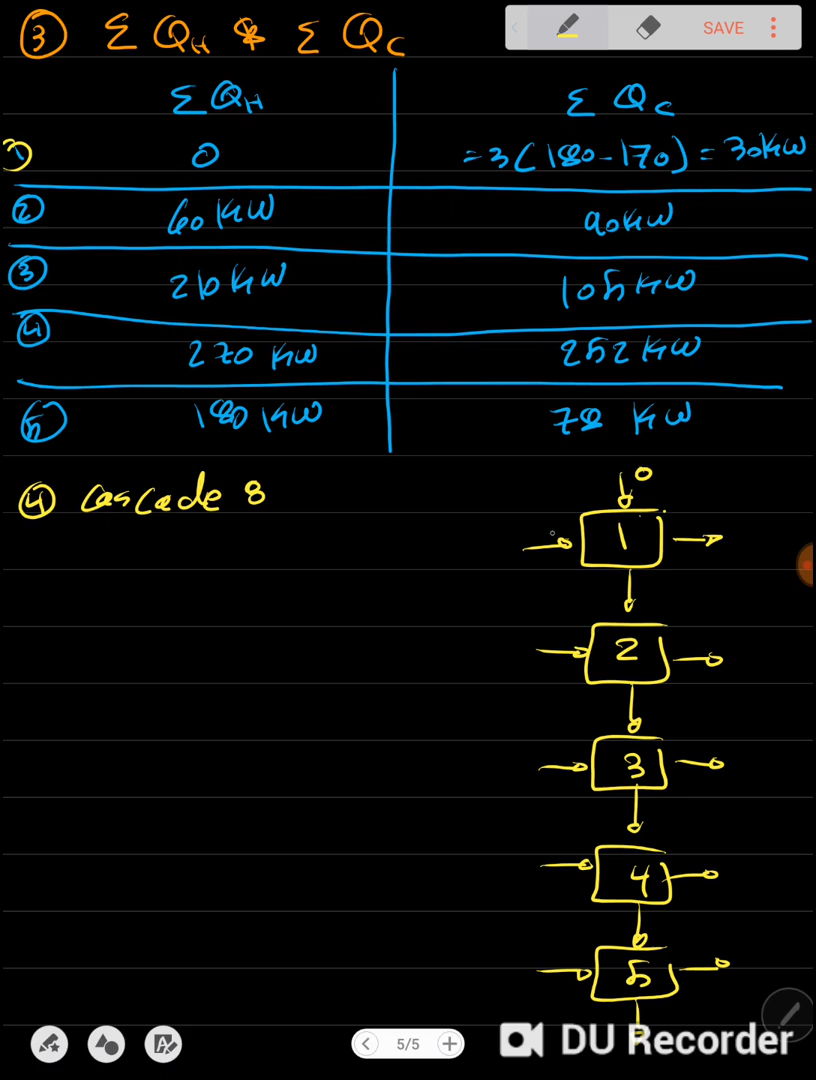 ③ Σ QH & Σ QC
SAVE
Σ QH Σ QC
① 0 = 3(180-170) = 30 kW
② 60 kW 90 kW
③ 210 kW 105 kW
④ 270 kW 252 kW
⑤ 180 kW 78 kW
④ Cascade 8
0
1
2
3
4
5
5/5
DU Recorder